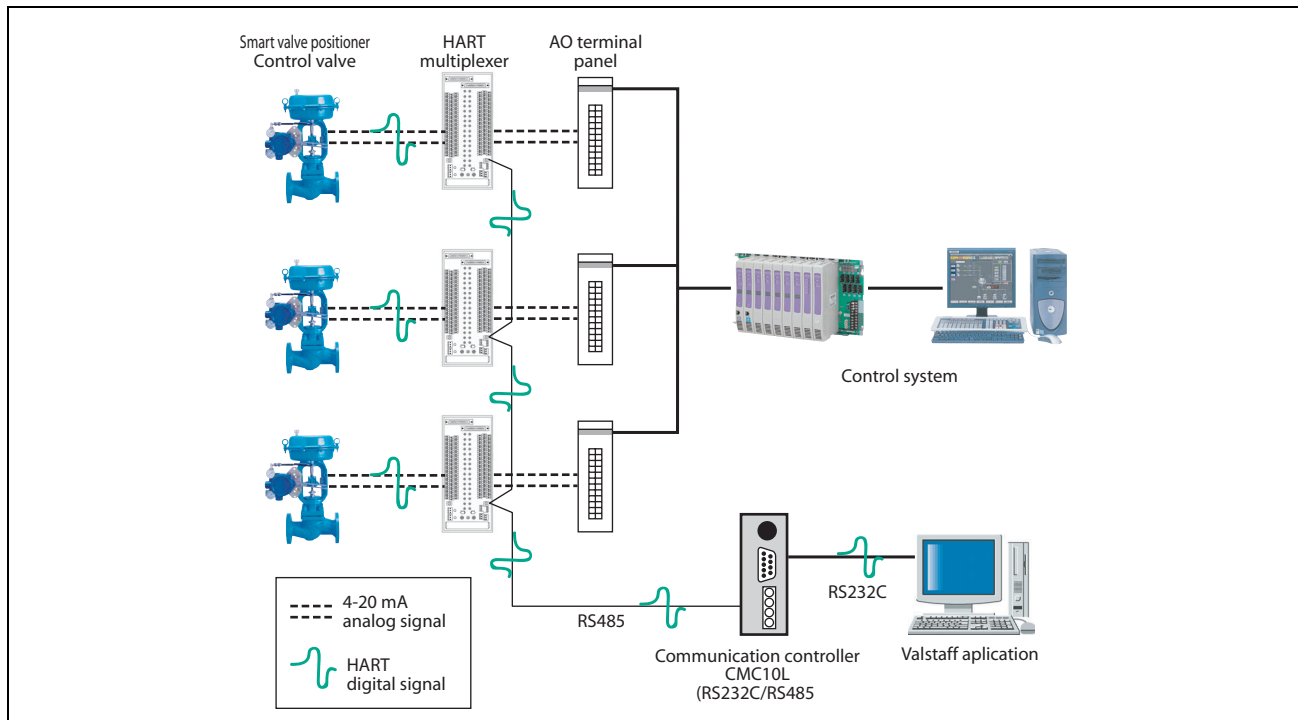 Smart valve positioner
Control valve
HART
multiplexer
AO terminal
panel
Control system
RS232C
RS485
Communication controller
CMC10L
(RS232C/RS485
Valstaff aplication
4-20 mA
analog signal
HART
digital signal